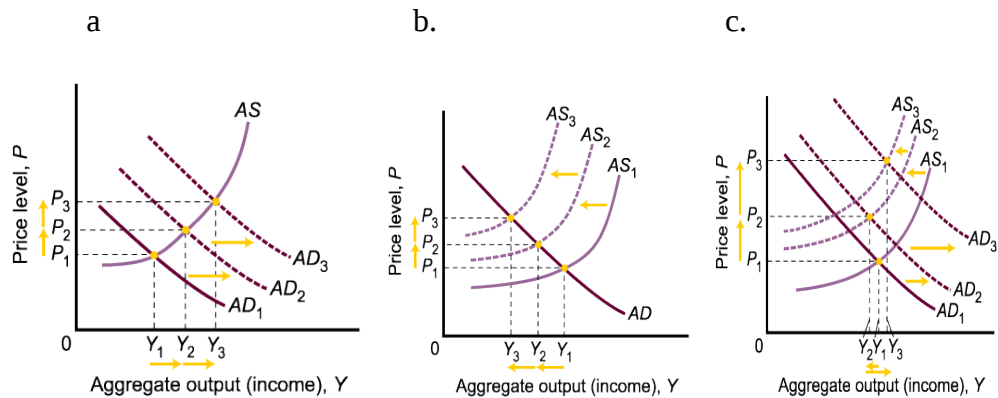 a
Price level, P
AS
P₃
P₂
P₁
AD₃
AD₂
AD₁
0
Y₁ Y₂ Y₃
Aggregate output (income), Y
b.
Price level, P
AS₃
AS₂
AS₁
P₃
P₂
P₁
AD
0
Y₃ Y₂ Y₁
Aggregate output (income), Y
c.
Price level, P
AS₃
AS₂
AS₁
P₃
P₂
P₁
AD₃
AD₂
AD₁
0
Y₂ Y₁ Y₃
Aggregate output (income), Y